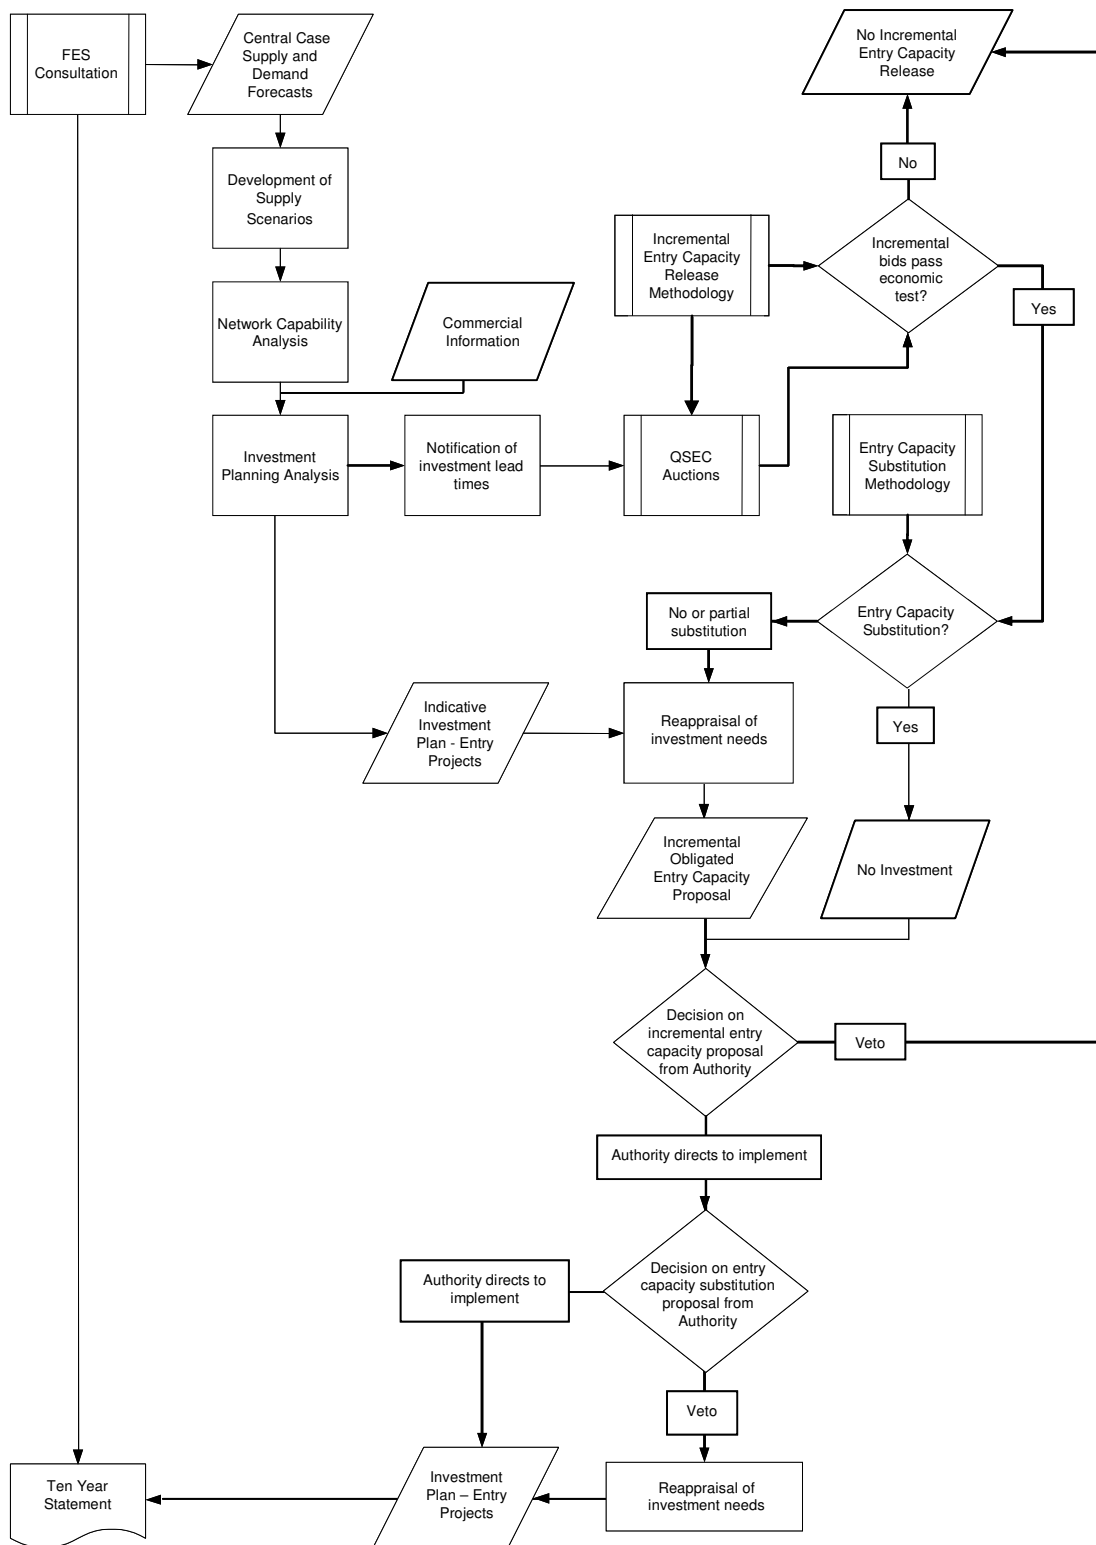 FES
Consultation
Central Case
Supply and
Demand
Forecasts
No Incremental
Entry Capacity
Release
No
Development of
Supply
Scenarios
Incremental
Entry Capacity
Release
Methodology
Incremental
bids pass
economic
test?
Yes
Network Capability
Analysis
Commercial
Information
Investment
Planning Analysis
Notification of
investment lead
times
QSEC
Auctions
Entry Capacity
Substitution
Methodology
No or partial
substitution
Entry Capacity
Substitution?
Indicative
Investment
Plan - Entry
Projects
Reappraisal of
investment needs
Yes
Incremental
Obligated
Entry Capacity
Proposal
No Investment
Decision on
incremental entry
capacity proposal
from Authority
Veto
Authority directs to implement
Authority directs to
implement
Decision on entry
capacity substitution
proposal from
Authority
Veto
Ten Year
Statement
Investment
Plan – Entry
Projects
Reappraisal of
investment needs